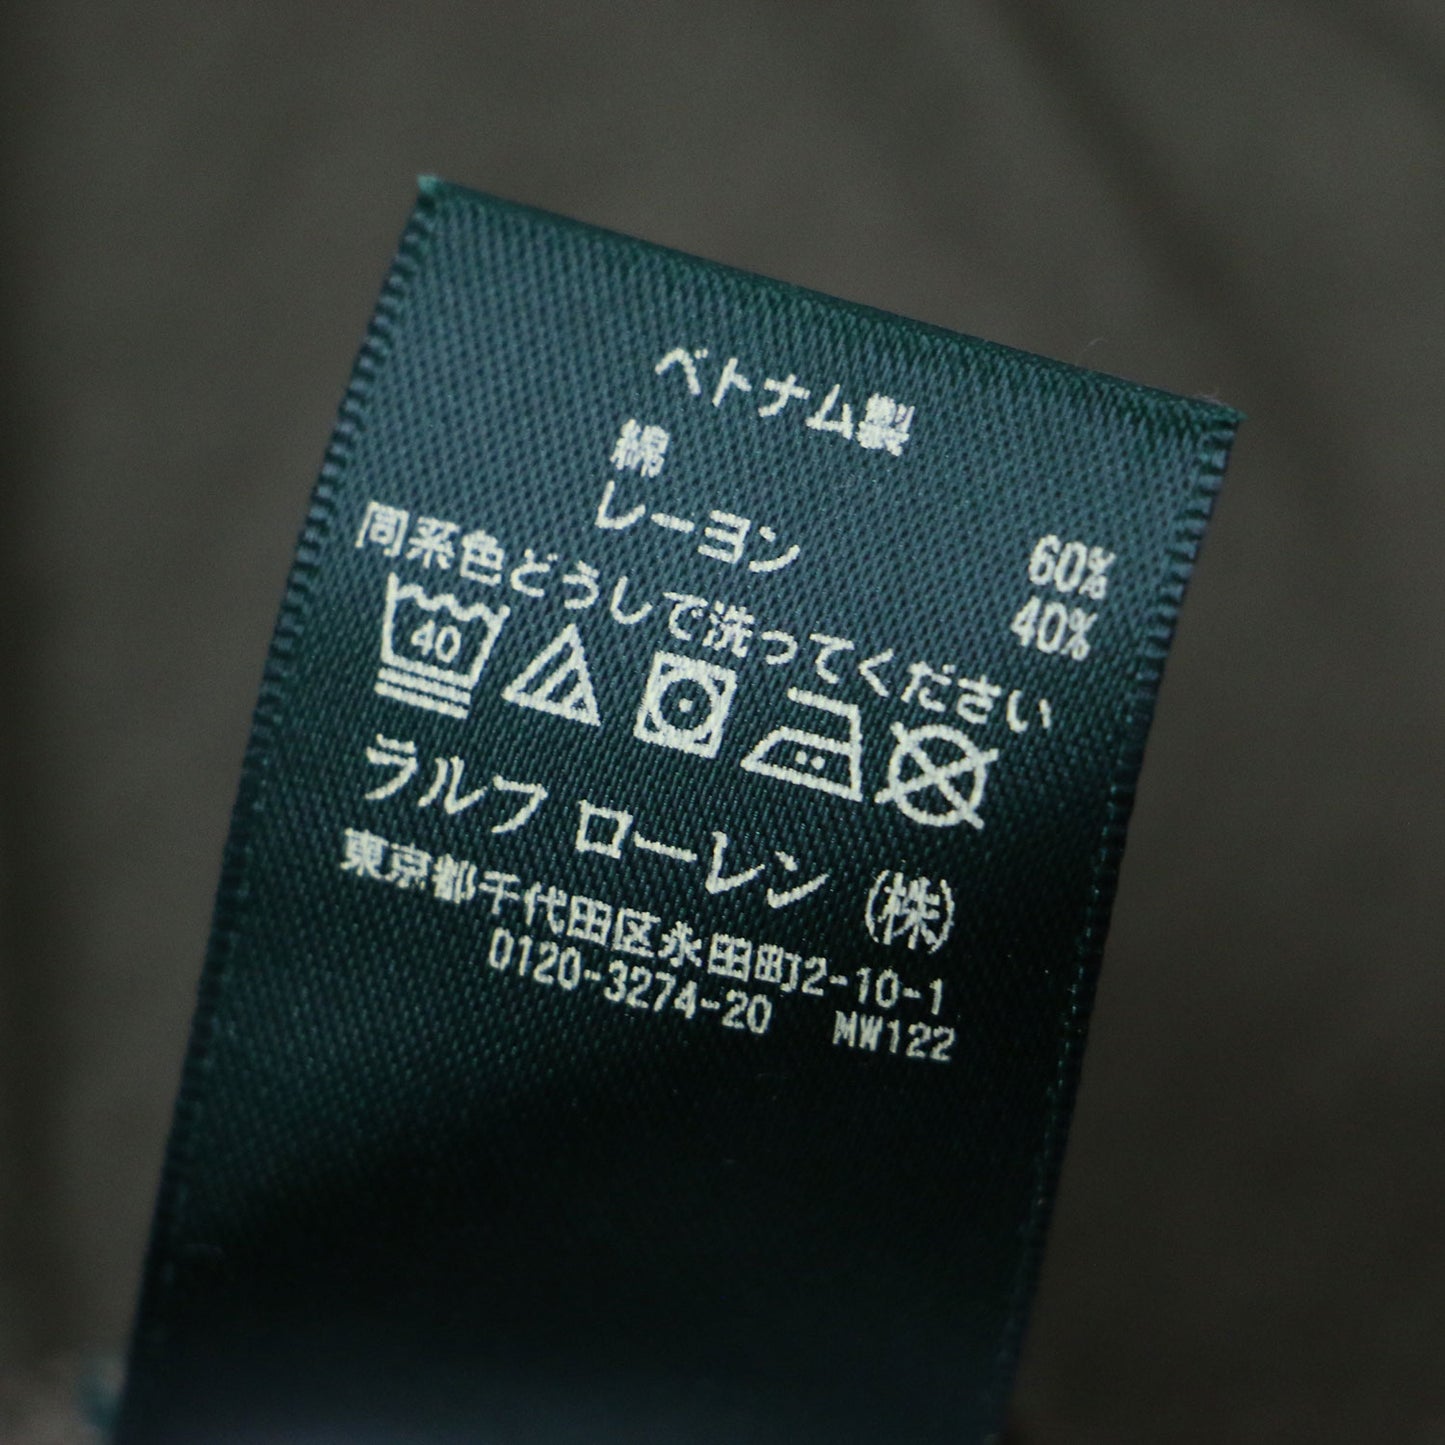 ベトナム製
綿 60%
レーヨン 40%
同系色どうしで洗ってください
40
ラルフ ローレン (株)
東京都千代田区永田町2-10-1
0120-3274-20 MW122